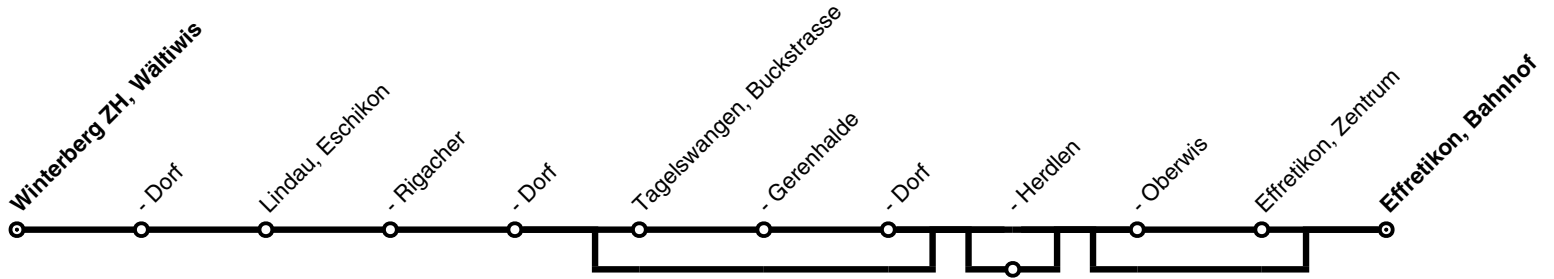 Winterberg ZH, Wältiwis
- Dorf
Lindau, Eschikon
- Rigacher
- Dorf
Tagelswangen, Buckstrasse
- Gerenhalde
- Dorf
- Herdlen
- Oberwis
Effretikon, Zentrum
Effretikon, Bahnhof